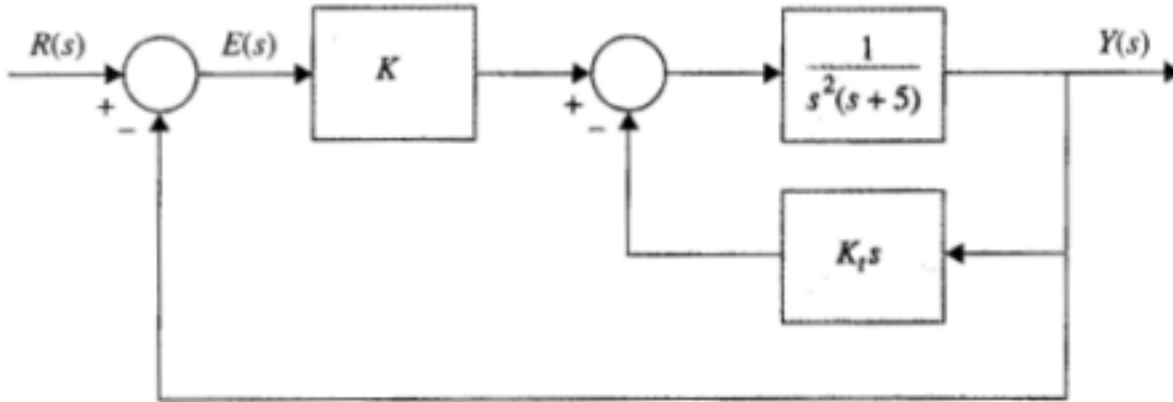 R(s) E(s) K 1 Y(s)
s²(s + 5)
+ − + −
Kₜs